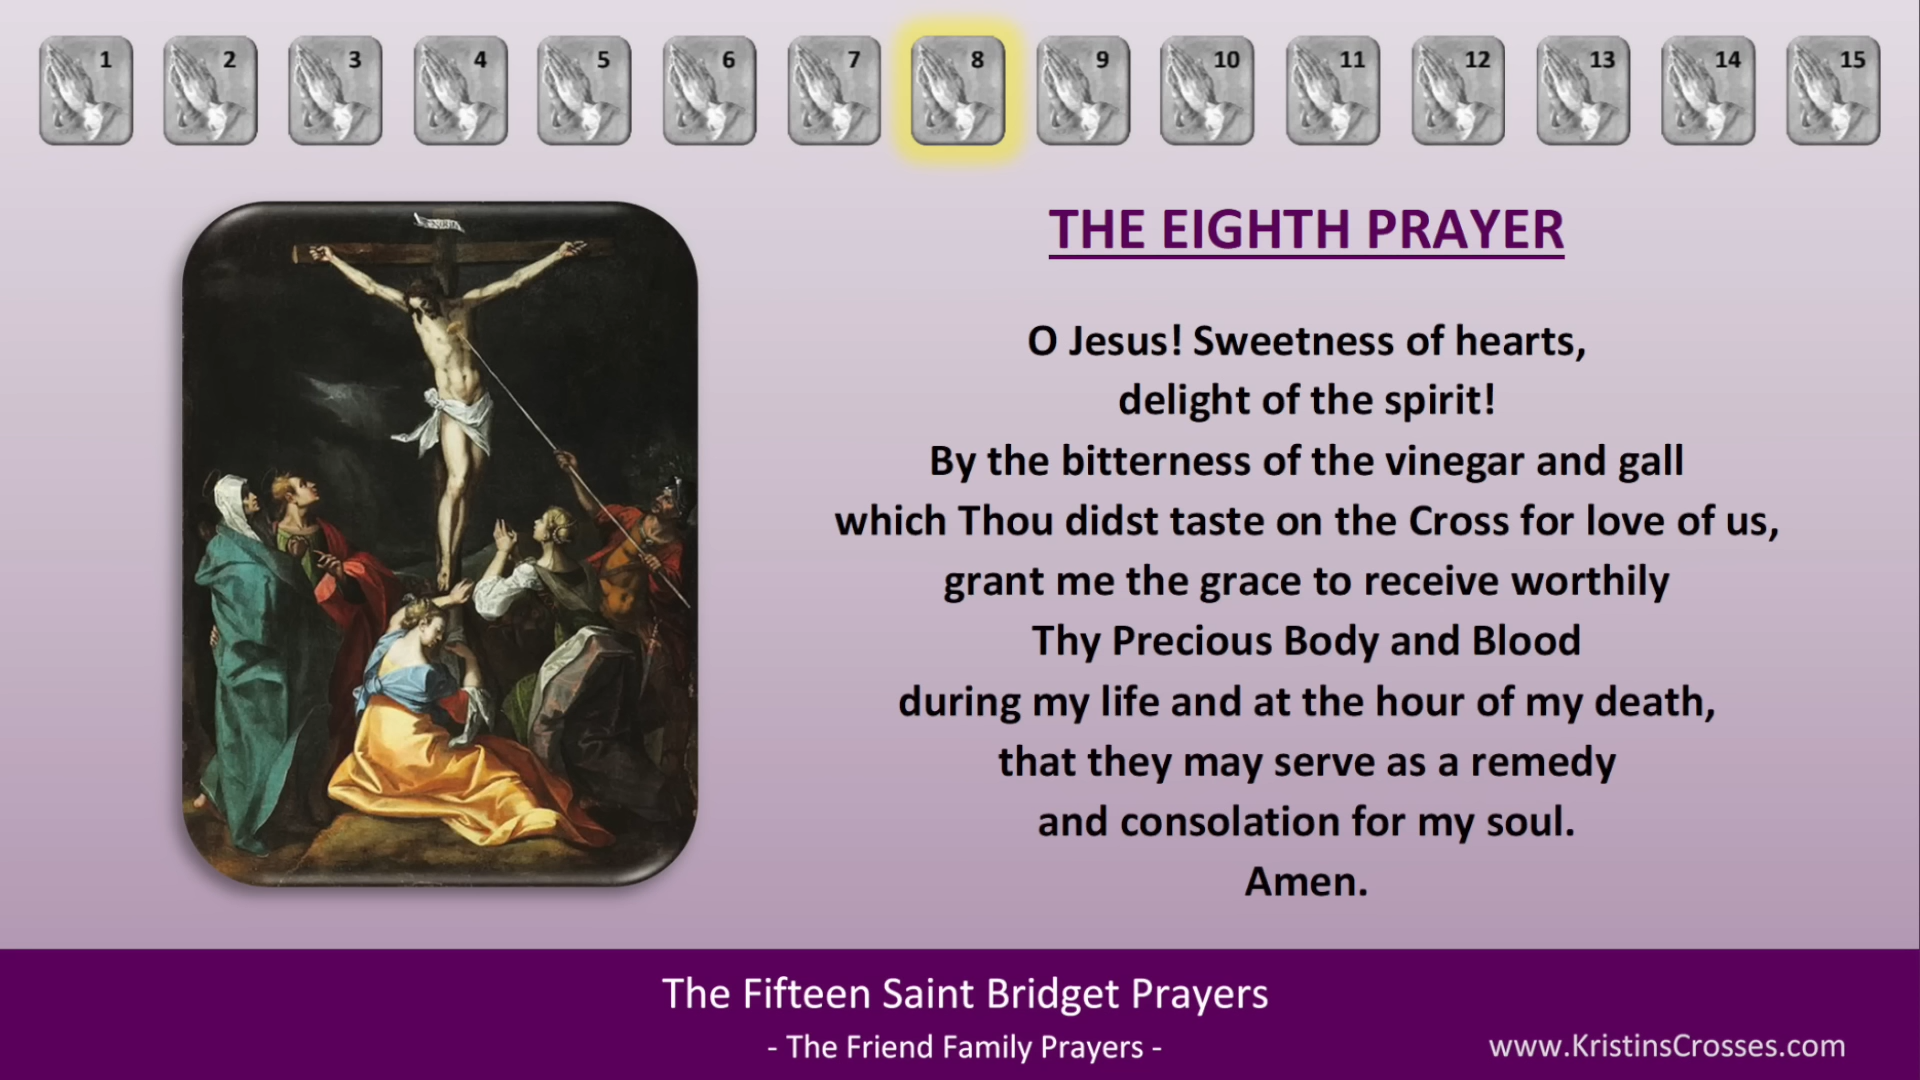 1 2 3 4 5 6 7 8 9 10 11 12 13 14 15
THE EIGHTH PRAYER
O Jesus! Sweetness of hearts,
delight of the spirit!
By the bitterness of the vinegar and gall
which Thou didst taste on the Cross for love of us,
grant me the grace to receive worthily
Thy Precious Body and Blood
during my life and at the hour of my death,
that they may serve as a remedy
and consolation for my soul.
Amen.
The Fifteen Saint Bridget Prayers
- The Friend Family Prayers -
www.KristinsCrosses.com